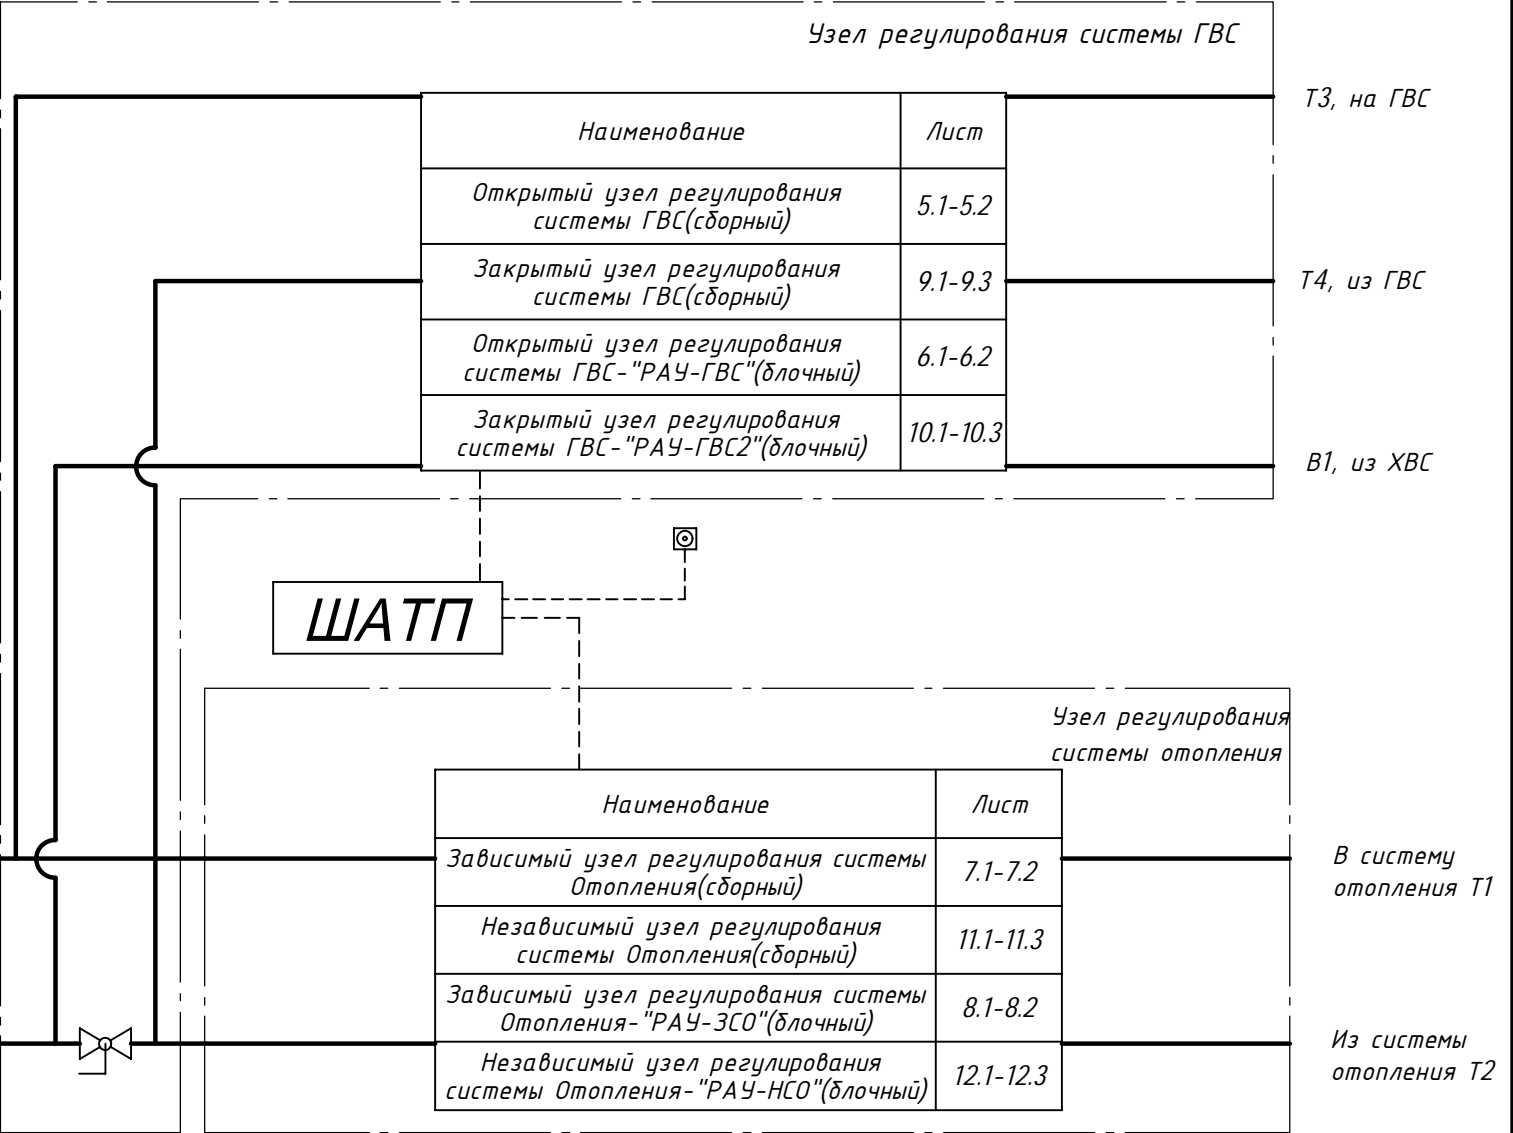 Узел регулирования системы ГВС
Т3, на ГВС
Наименование
Лист
Открытый узел регулирования
системы ГВС(сборный)
5.1-5.2
Закрытый узел регулирования
системы ГВС(сборный)
9.1-9.3
Т4, из ГВС
Открытый узел регулирования
системы ГВС-"РАУ-ГВС"(блочный)
6.1-6.2
Закрытый узел регулирования
системы ГВС-"РАУ-ГВС2"(блочный)
10.1-10.3
В1, из ХВС
ШАТП
Узел регулирования
системы отопления
Наименование
Лист
Зависимый узел регулирования системы
Отопления(сборный)
7.1-7.2
В систему
отопления Т1
Независимый узел регулирования
системы Отопления(сборный)
11.1-11.3
Зависимый узел регулирования системы
Отопления-"РАУ-ЗСО"(блочный)
8.1-8.2
Независимый узел регулирования
системы Отопления-"РАУ-НСО"(блочный)
12.1-12.3
Из системы
отопления Т2